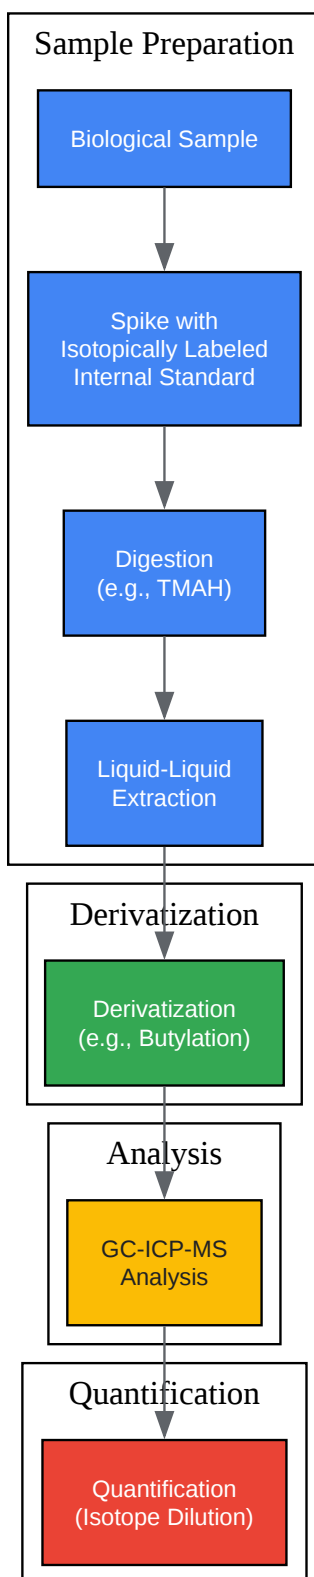 Sample Preparation
Biological Sample
Spike with
Isotopically Labeled
Internal Standard
Digestion
(e.g., TMAH)
Liquid-Liquid
Extraction
Derivatization
Derivatization
(e.g., Butylation)
Analysis
GC-ICP-MS
Analysis
Quantification
Quantification
(Isotope Dilution)